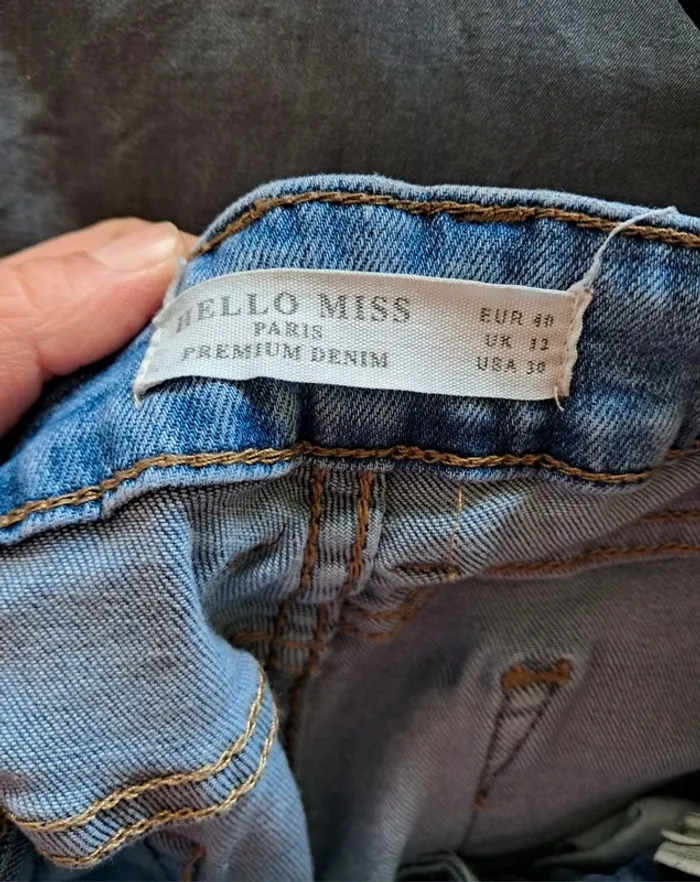 HELLO MISS
PARIS
PREMIUM DENIM
EUR 40
UK 12
USA 30